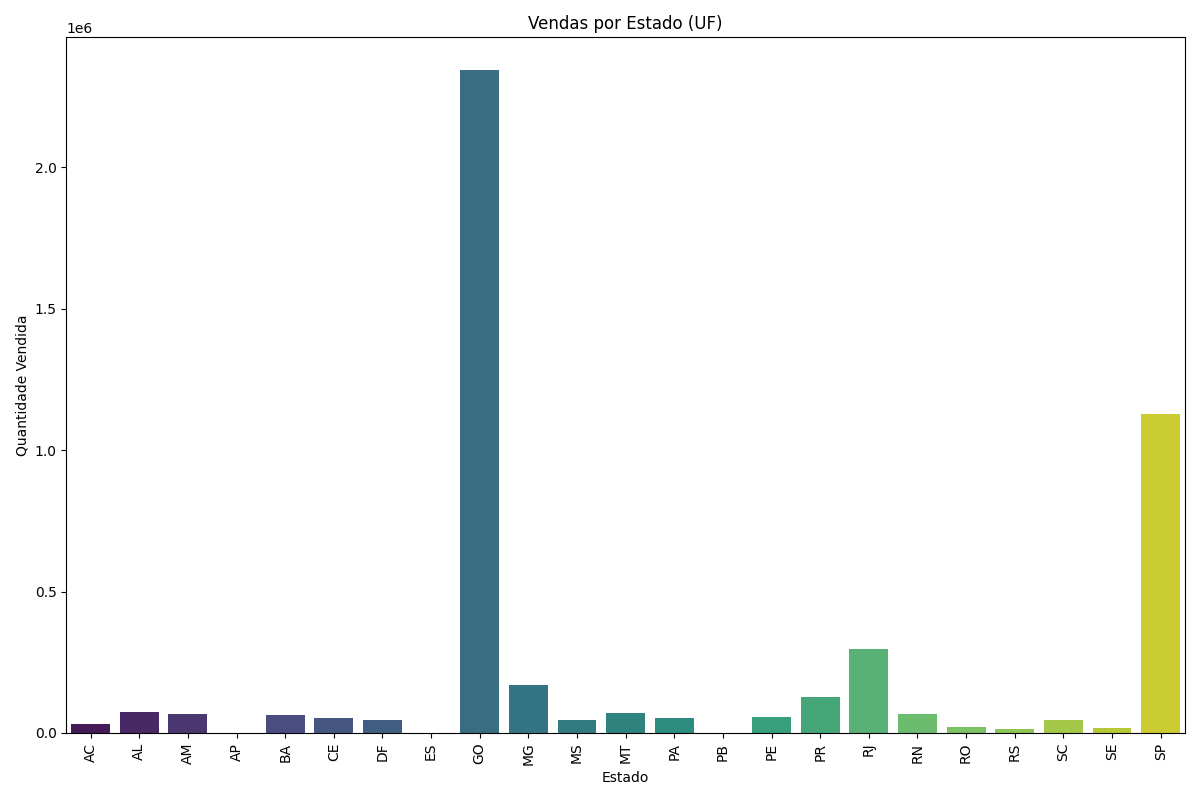 Vendas por Estado (UF)
1e6
2.0
1.5
1.0
0.5
0.0
Quantidade Vendida
AC AL AM AP BA CE DF ES GO MG MS MT PA PB PE PR RJ RN RO RS SC SE SP
Estado